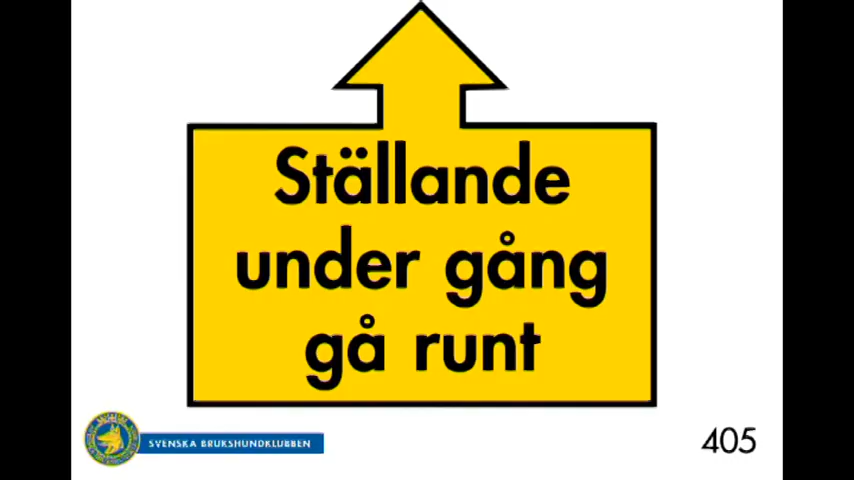 Ställande
under gång
gå runt
SVENSKA BRUKSHUNDKLUBBEN
405